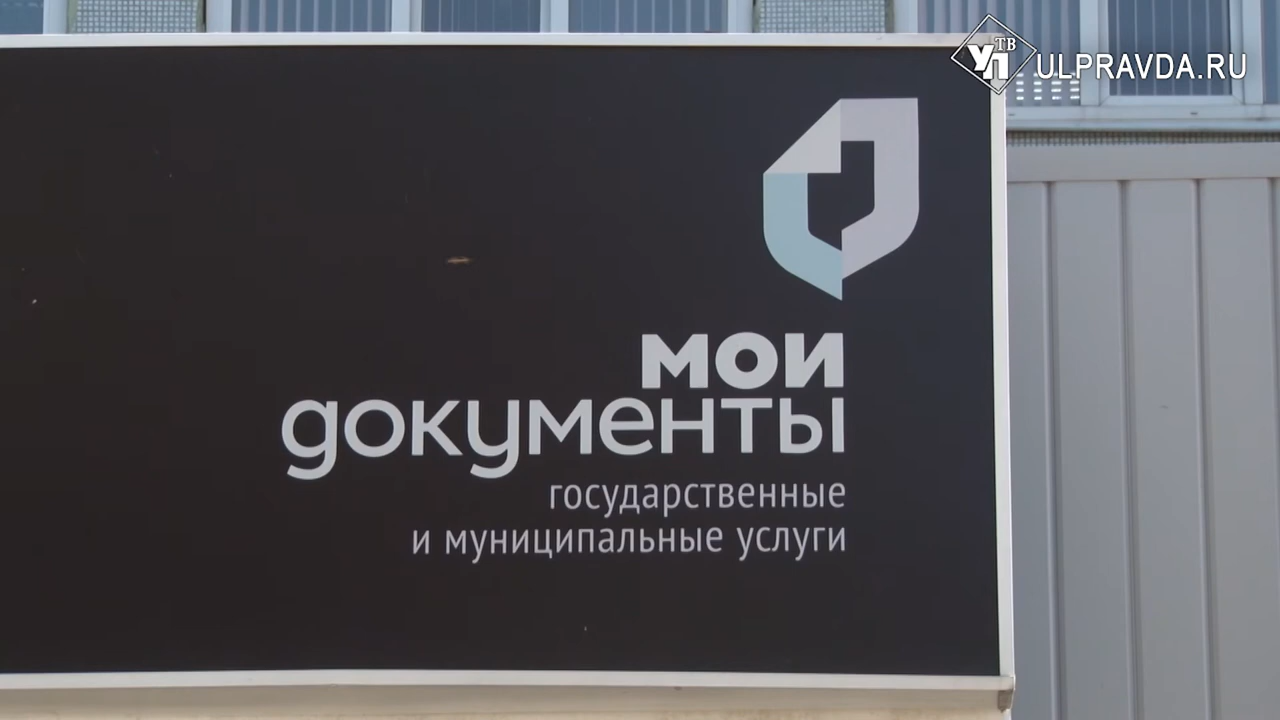 УП ТВ ULPRAVDA.RU
мои
документы
государственные
и муниципальные услуги